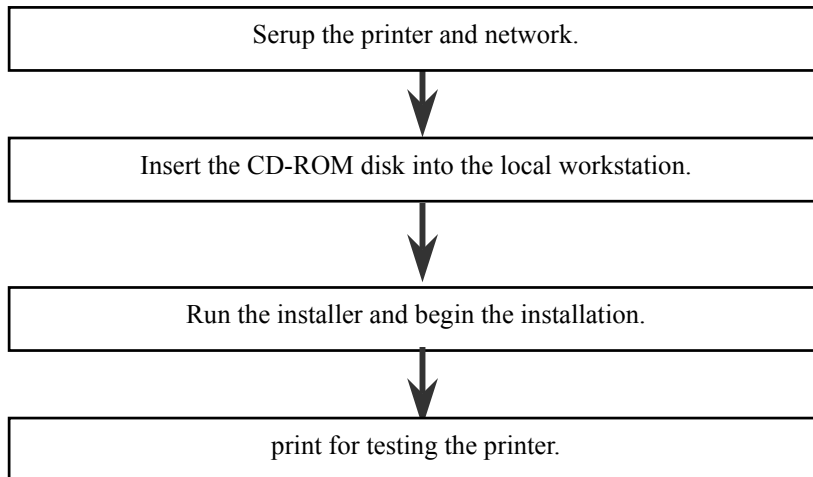 Serup the printer and network.
Insert the CD-ROM disk into the local workstation.
Run the installer and begin the installation.
print for testing the printer.